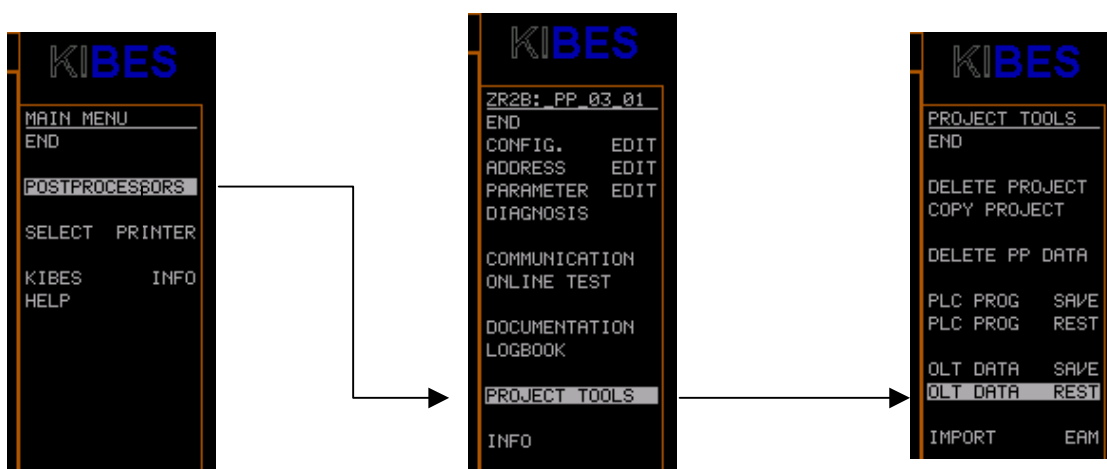 KIBES
MAIN MENU
END
POSTPROCESSORS
SELECT PRINTER
KIBES INFO
HELP
KIBES
ZR2B:_PP_03_01
END
CONFIG. EDIT
ADDRESS EDIT
PARAMETER EDIT
DIAGNOSIS
COMMUNICATION
ONLINE TEST
DOCUMENTATION
LOGBOOK
PROJECT TOOLS
INFO
KIBES
PROJECT TOOLS
END
DELETE PROJECT
COPY PROJECT
DELETE PP DATA
PLC PROG SAVE
PLC PROG REST
OLT DATA SAVE
OLT DATA REST
IMPORT EAM